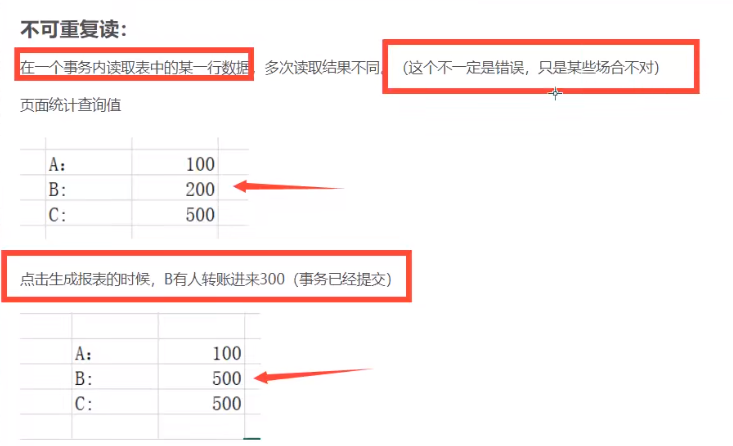 不可重复读：
在一个事务内读取表中的某一行数据，多次读取结果不同。（这个不一定是错误，只是某些场合不对）
页面统计查询值
A: 100
B: 200
C: 500
点击生成报表的时候，B有人转账进来300（事务已经提交）
A: 100
B: 500
C: 500